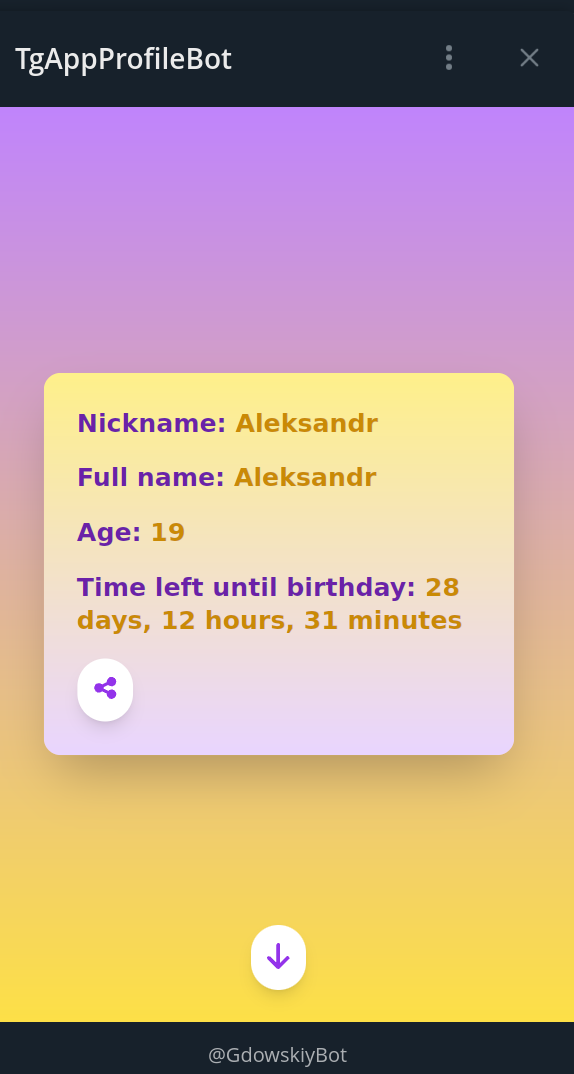 TgAppProfileBot
Nickname: Aleksandr
Full name: Aleksandr
Age: 19
Time left until birthday: 28
days, 12 hours, 31 minutes
@GdowskiyBot